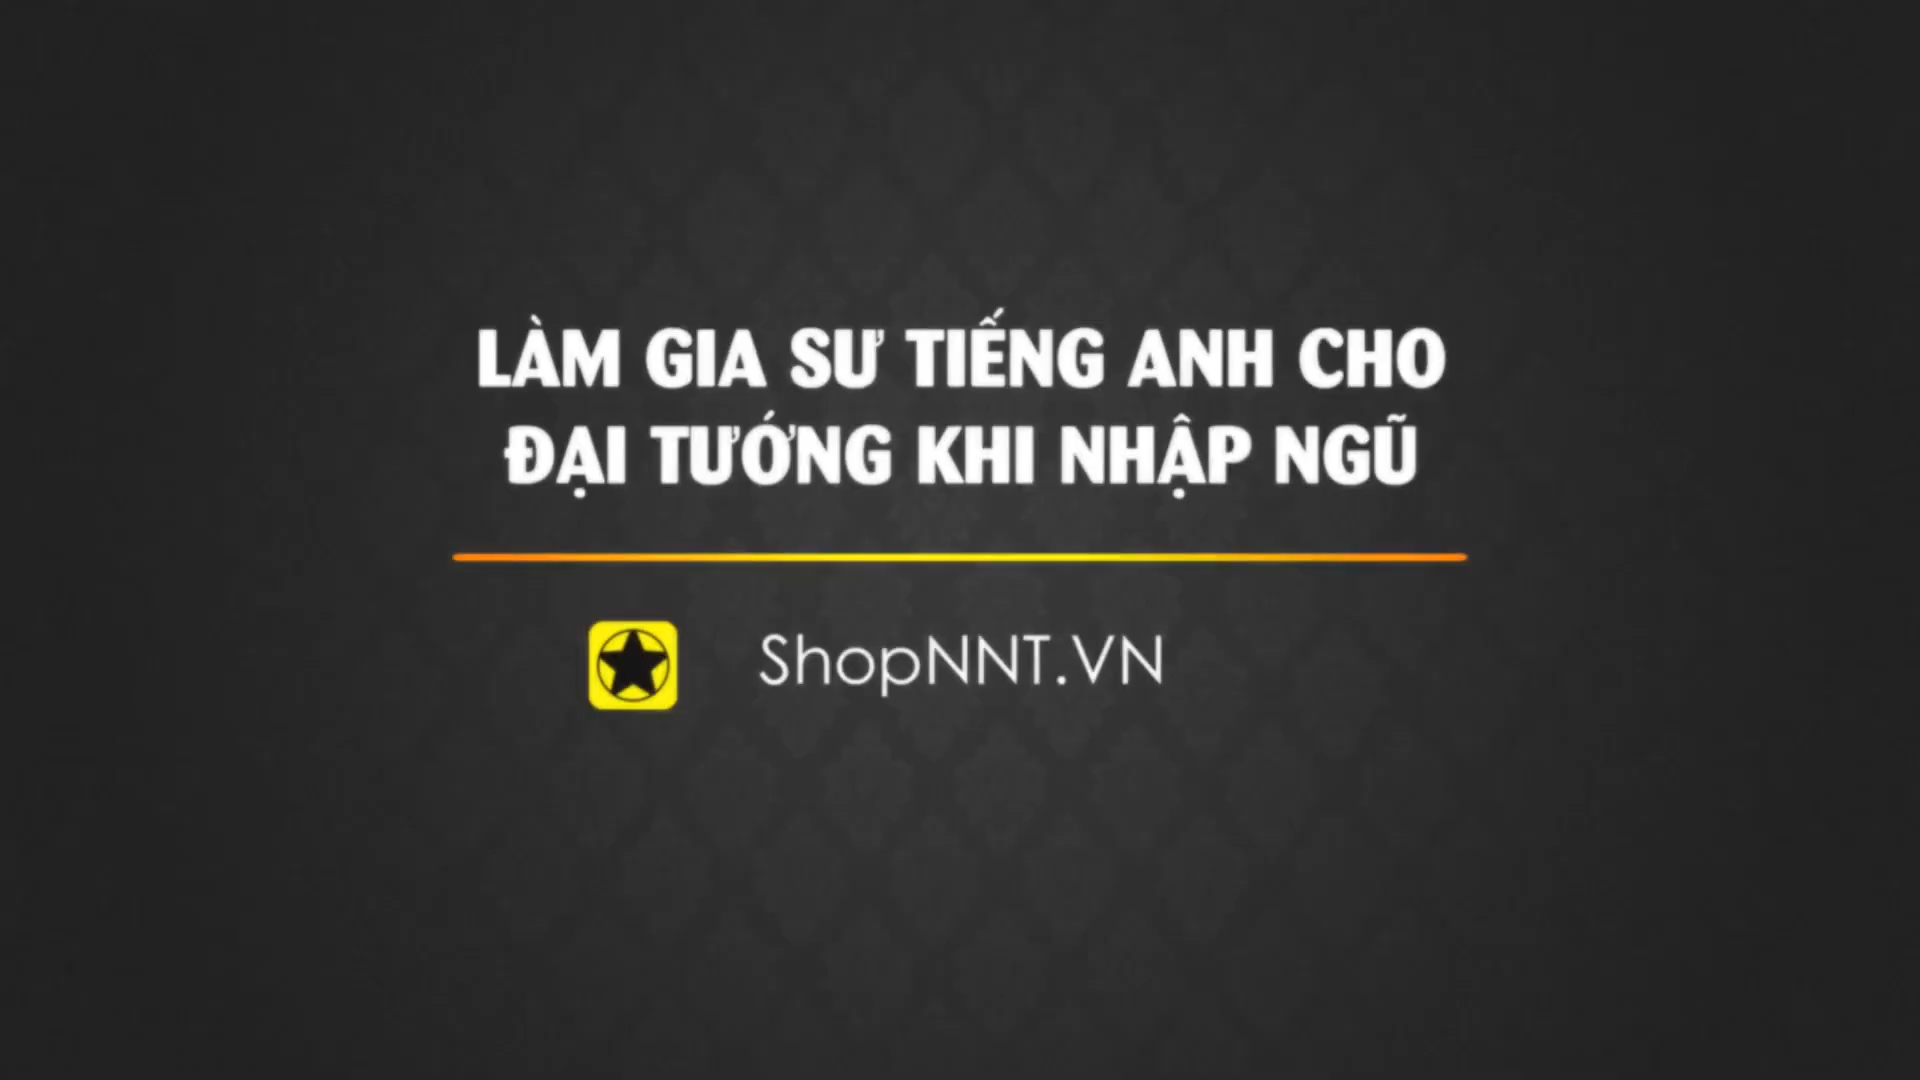 LÀM GIA SƯ TIẾNG ANH CHO
ĐẠI TƯỚNG KHI NHẬP NGŨ
ShopNNT.VN